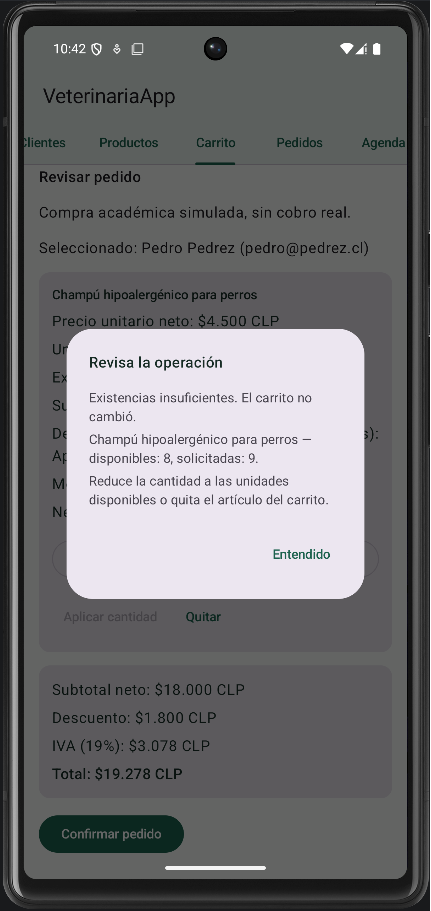 10:42
VeterinariaApp
Clientes Productos Carrito Pedidos Agenda
Revisar pedido
Compra académica simulada, sin cobro real.
Seleccionado: Pedro Pedrez (pedro@pedrez.cl)
Champú hipoalergénico para perros
Precio unitario neto: $4.500 CLP
Revisa la operación
Existencias insuficientes. El carrito no
cambió.
Champú hipoalergénico para perros —
disponibles: 8, solicitadas: 9.
Reduce la cantidad a las unidades
disponibles o quita el artículo del carrito.
Entendido
Aplicar cantidad Quitar
Subtotal neto: $18.000 CLP
Descuento: $1.800 CLP
IVA (19%): $3.078 CLP
Total: $19.278 CLP
Confirmar pedido